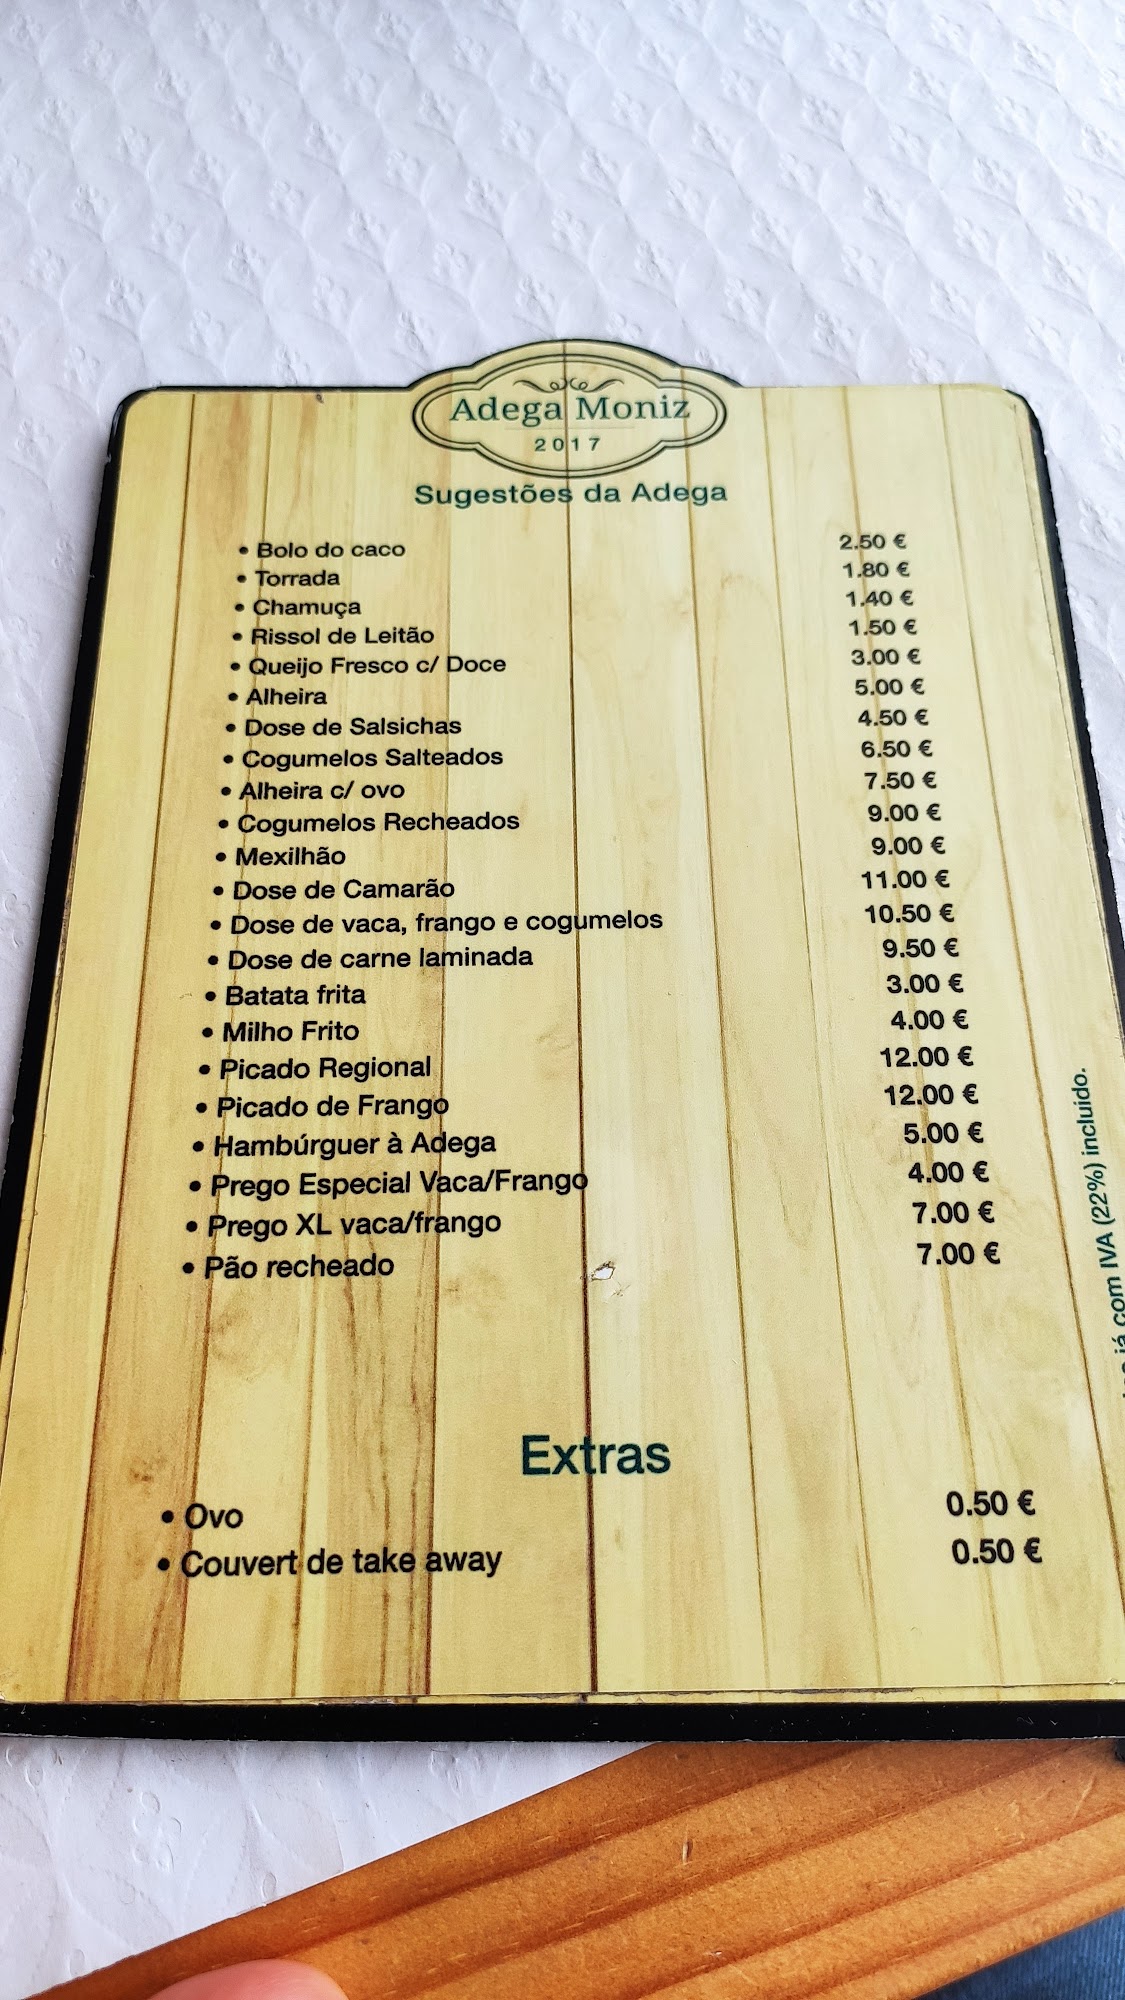 Adega Moniz
2017
Sugestões da Adega
• Bolo do caco 2.50 €
• Torrada 1.80 €
• Chamuça 1.40 €
• Rissol de Leitão 1.50 €
• Queijo Fresco c/ Doce 3.00 €
• Alheira 5.00 €
• Dose de Salsichas 4.50 €
• Cogumelos Salteados 6.50 €
• Alheira c/ ovo 7.50 €
• Cogumelos Recheados 9.00 €
• Mexilhão 9.00 €
• Dose de Camarão 11.00 €
• Dose de vaca, frango e cogumelos 10.50 €
• Dose de carne laminada 9.50 €
• Batata frita 3.00 €
• Milho Frito 4.00 €
• Picado Regional 12.00 €
• Picado de Frango 12.00 €
• Hambúrguer à Adega 5.00 €
• Prego Especial Vaca/Frango 4.00 €
• Prego XL vaca/frango 7.00 €
• Pão recheado 7.00 €
Extras
• Ovo 0.50 €
• Couvert de take away 0.50 €
já com IVA (22%) incluido.